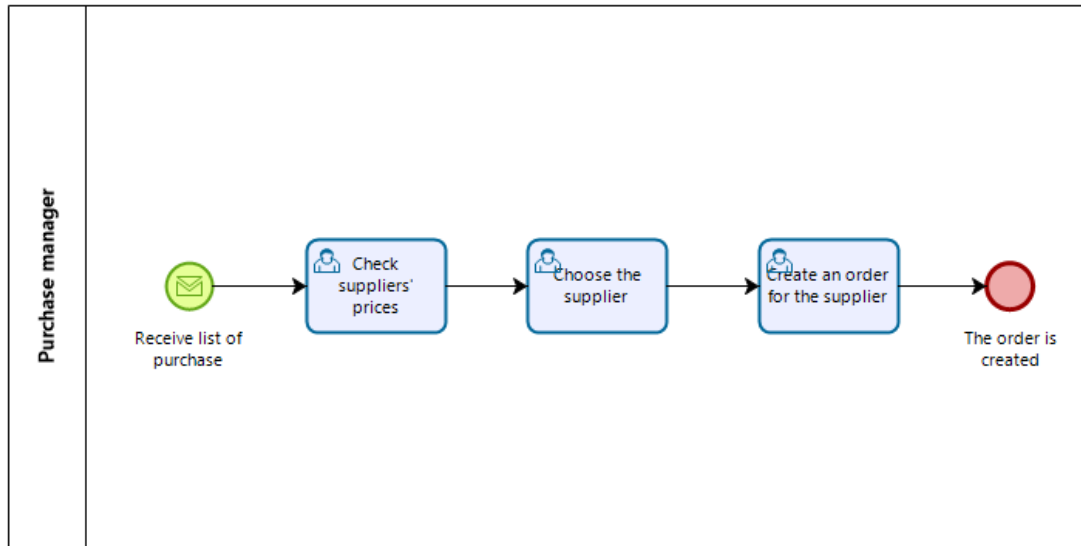 Purchase manager
Receive list of
purchase
Check
suppliers'
prices
Choose the
supplier
Create an order
for the supplier
The order is
created